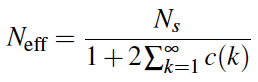 N_eff = N_s / (1 + 2∑_{k=1}^{∞} c(k))